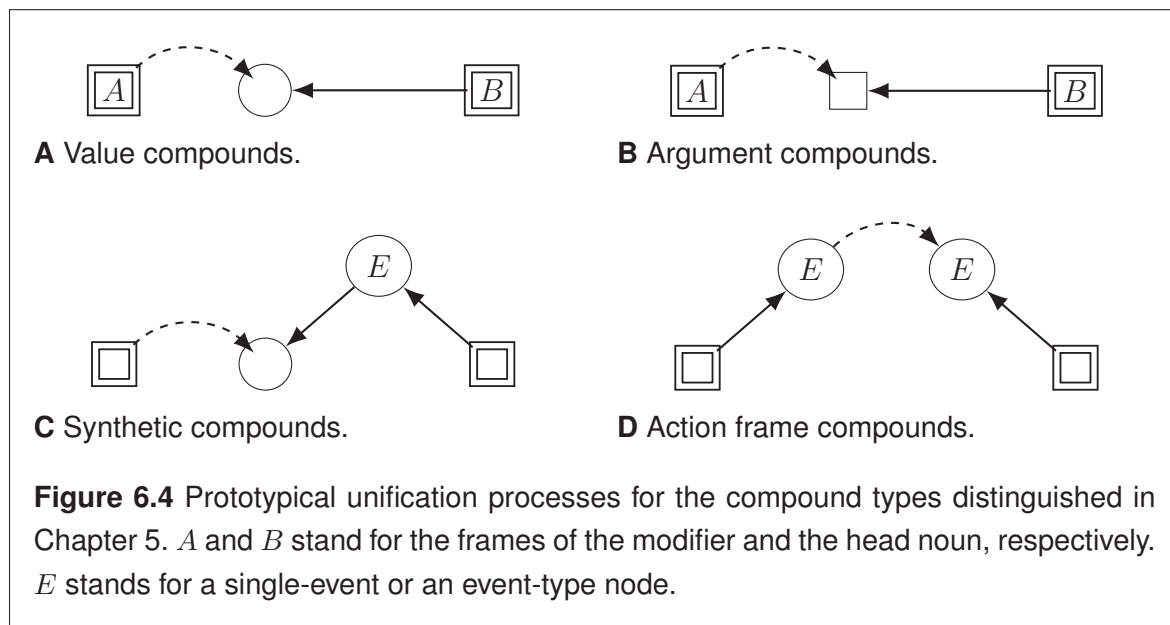 A B A B
A Value compounds. B Argument compounds.
E E E
C Synthetic compounds. D Action frame compounds.
Figure 6.4 Prototypical unification processes for the compound types distinguished in
Chapter 5. A and B stand for the frames of the modifier and the head noun, respectively.
E stands for a single-event or an event-type node.